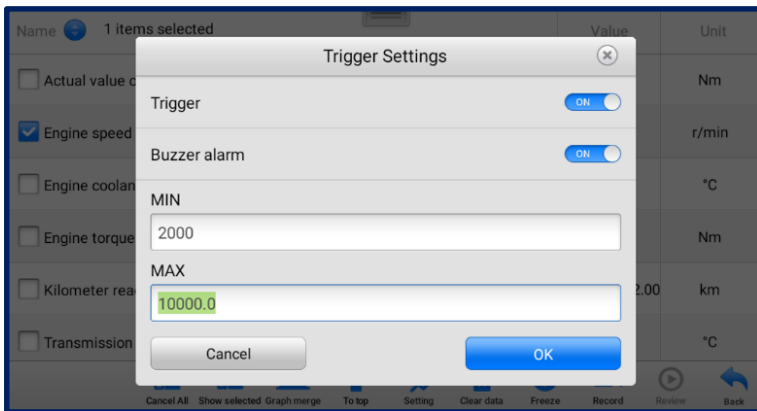 Name 1 items selected Value Unit
Trigger Settings
Actual value o Nm
Trigger ON
Engine speed r/min
Buzzer alarm ON
Engine coolan °C
MIN
2000
Engine torque Nm
MAX
10000.0
Kilometer rea 2.00 km
Transmission °C
Cancel OK
Cancel All Show selected Graph merge To top Setting Clear data Freeze Record Review Back